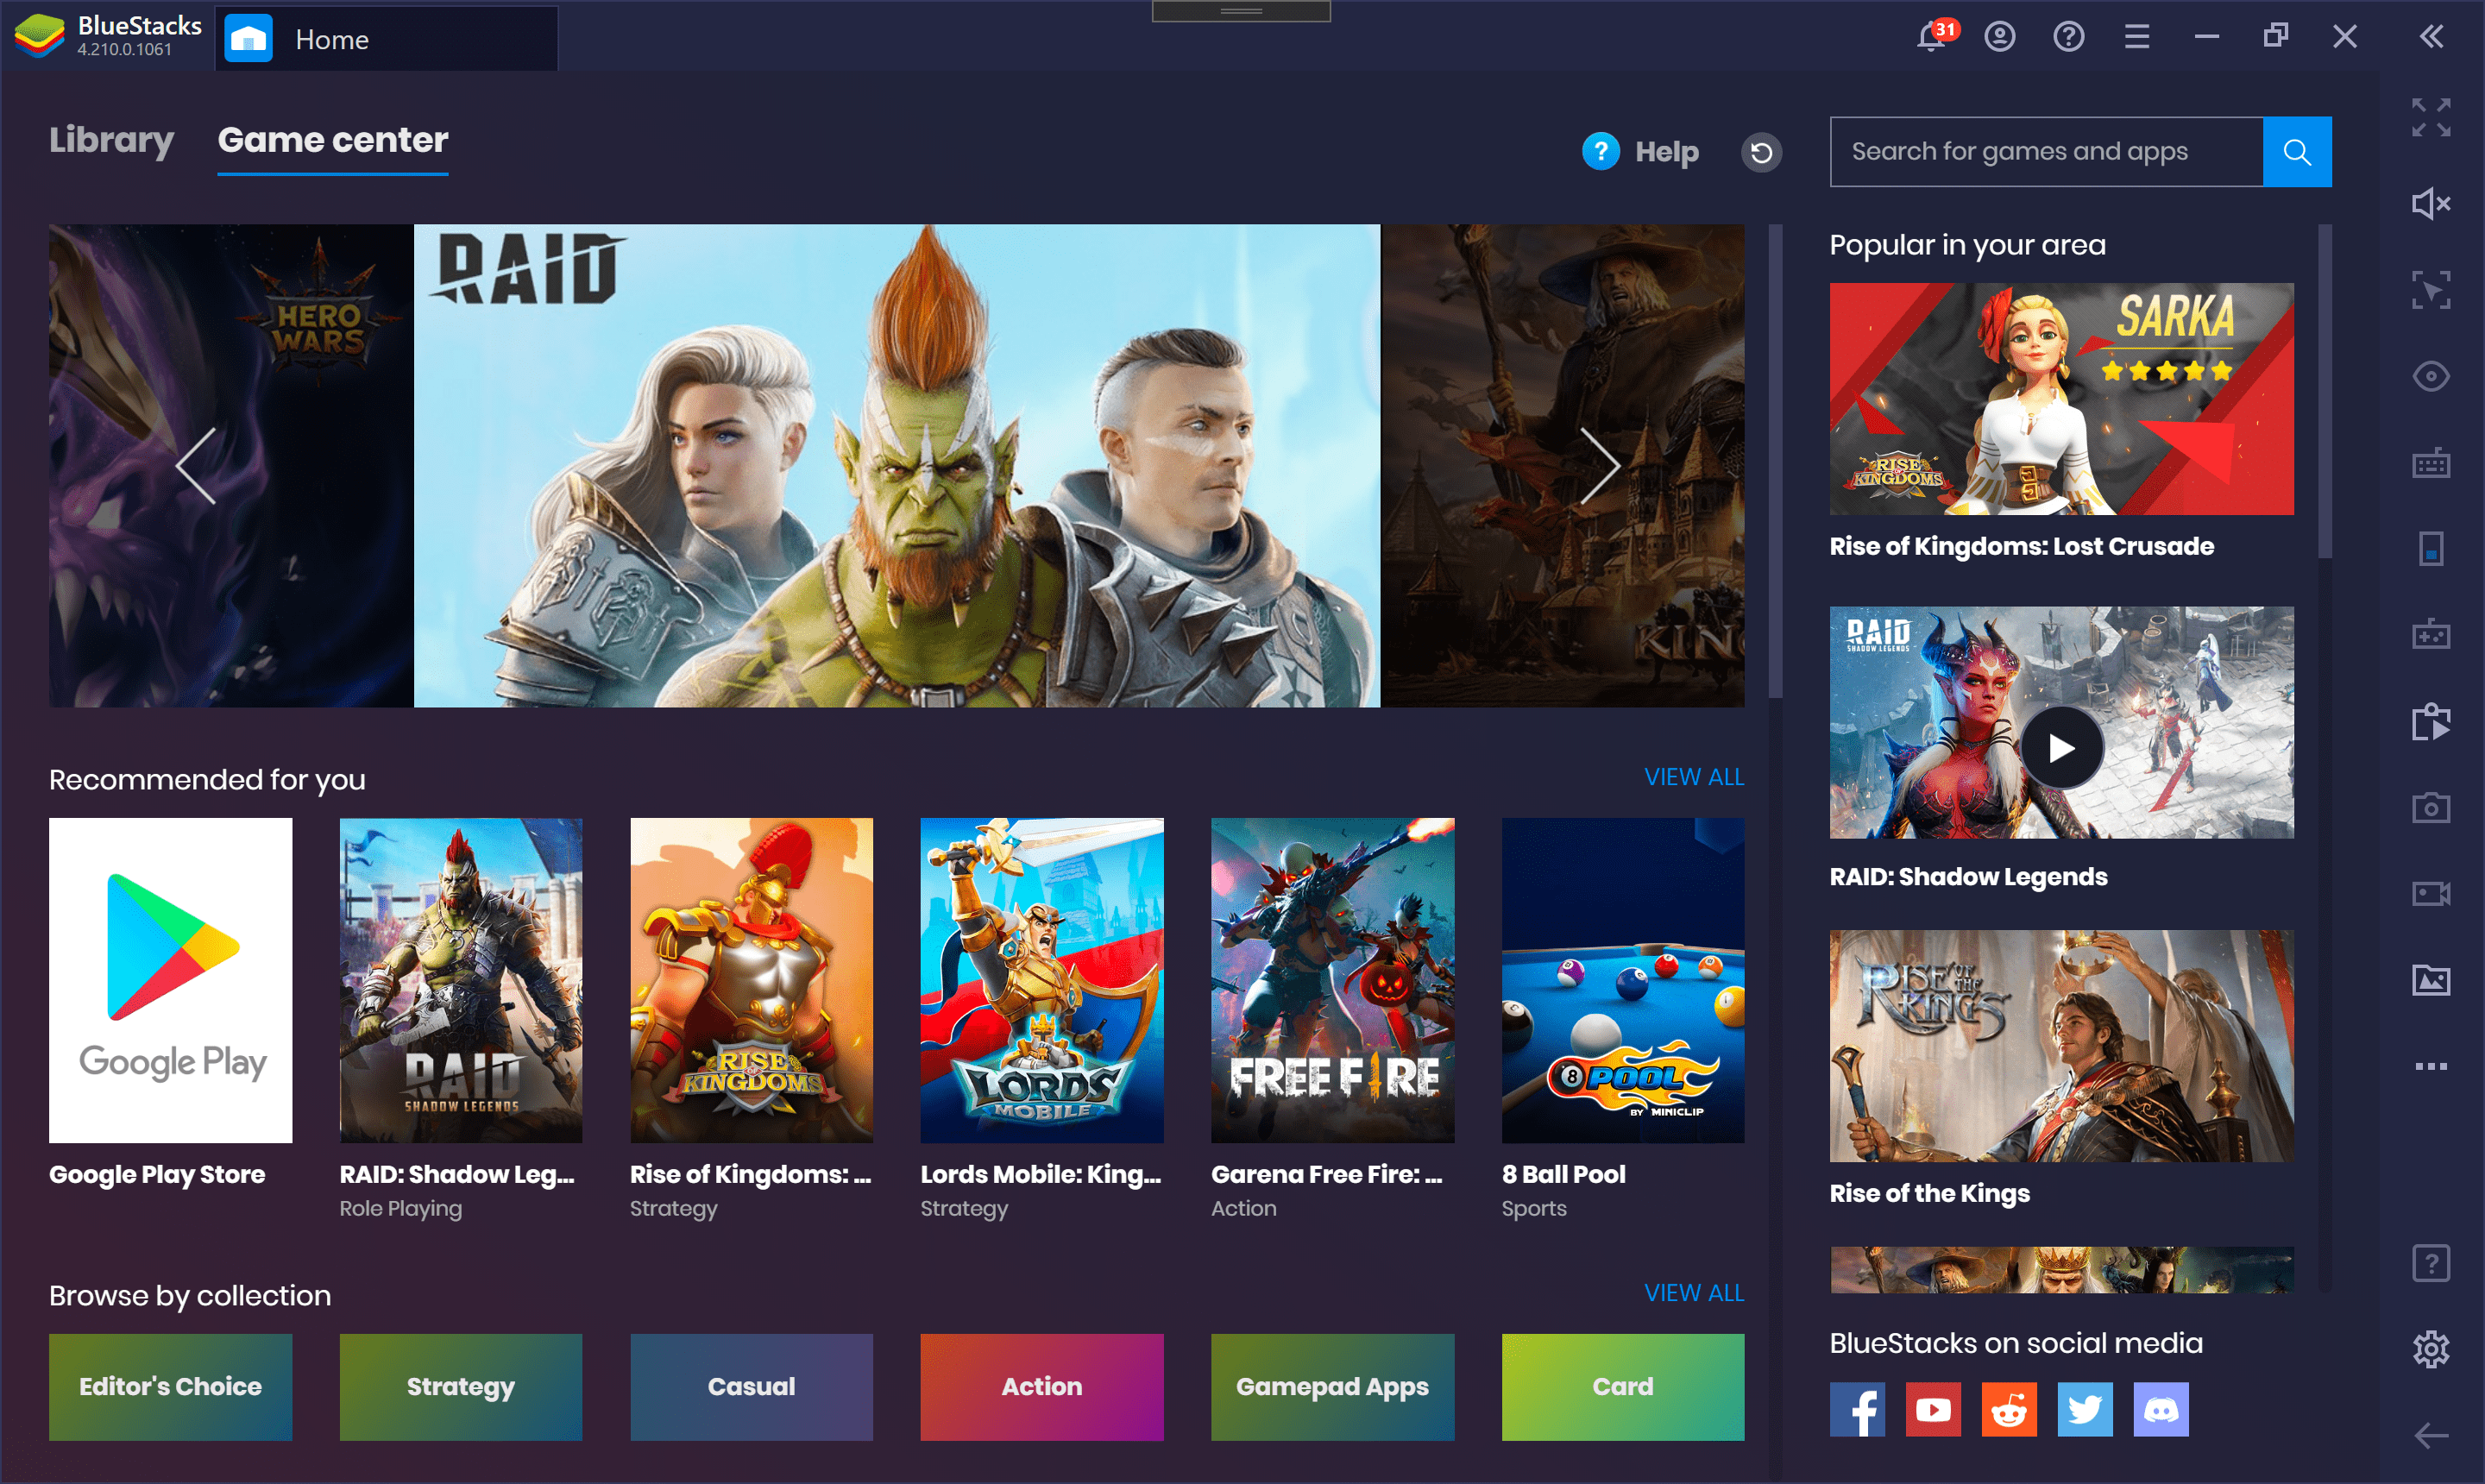 BlueStacks
4.210.0.1061
Home
31
Library
Game center
? Help
Search for games and apps
HERO
WARS
RAID
Popular in your area
SARKA
RISE
OF
KINGDOMS
Rise of Kingdoms: Lost Crusade
RAID
SHADOW LEGENDS
RAID: Shadow Legends
RISE OF
THE
KINGS
Rise of the Kings
Recommended for you
VIEW ALL
Google Play
RAID
SHADOW LEGENDS
RISE
OF
KINGDOMS
LORDS
MOBILE
FREE FIRE
8 POOL
BY MINICLIP
Google Play Store
RAID: Shadow Leg...
Rise of Kingdoms: ...
Lords Mobile: King...
Garena Free Fire: ...
8 Ball Pool
Role Playing
Strategy
Strategy
Action
Sports
Browse by collection
VIEW ALL
Editor's Choice
Strategy
Casual
Action
Gamepad Apps
Card
BlueStacks on social media